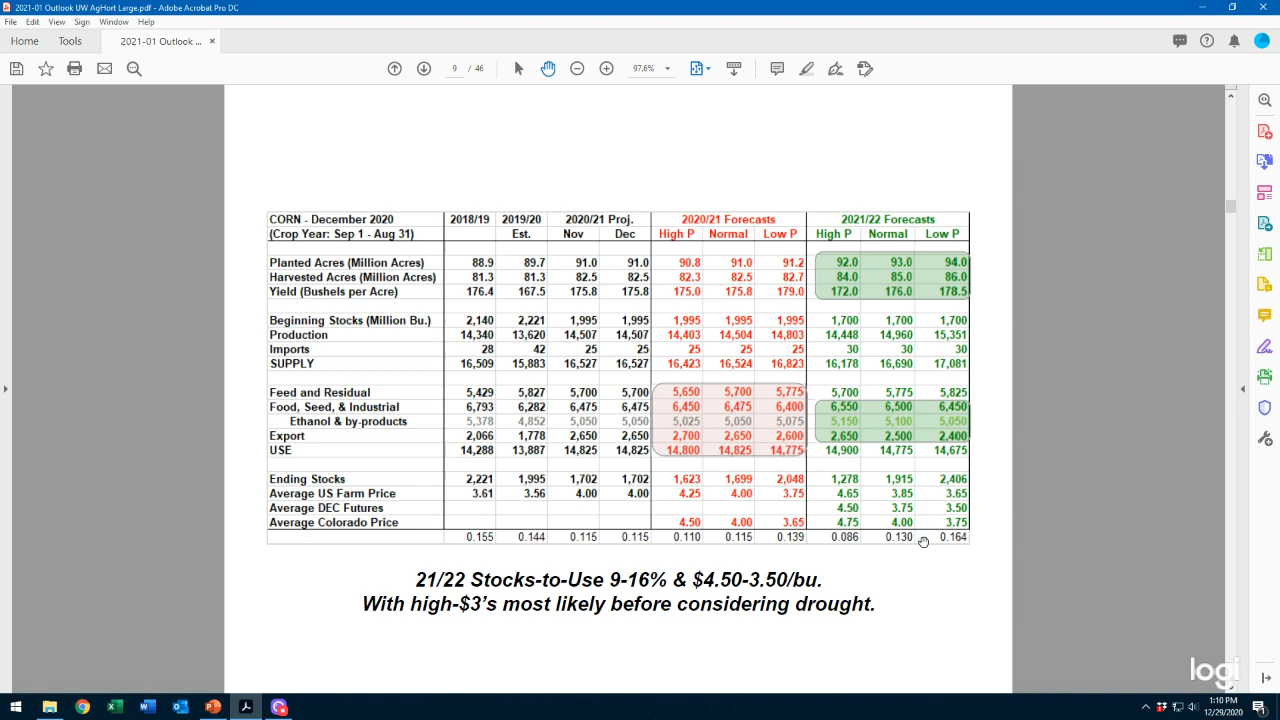 2021-01 Outlook UW AgHort Large.pdf - Adobe Acrobat Pro DC
File Edit View Sign Window Help
Home Tools 2021-01 Outlook ... ×
9 / 46 97.6%
CORN - December 2020 2018/19 2019/20 2020/21 Proj. 2020/21 Forecasts 2021/22 Forecasts
(Crop Year: Sep 1 - Aug 31) Est. Nov Dec High P Normal Low P High P Normal Low P
Planted Acres (Million Acres) 88.9 89.7 91.0 91.0 90.8 91.0 91.2 92.0 93.0 94.0
Harvested Acres (Million Acres) 81.3 81.3 82.5 82.5 82.3 82.5 82.7 84.0 85.0 86.0
Yield (Bushels per Acre) 176.4 167.5 175.8 175.8 175.0 175.8 179.0 172.0 176.0 178.5
Beginning Stocks (Million Bu.) 2,140 2,221 1,995 1,995 1,995 1,995 1,995 1,700 1,700 1,700
Production 14,340 13,620 14,507 14,507 14,403 14,504 14,803 14,448 14,960 15,351
Imports 28 42 25 25 25 25 25 30 30 30
SUPPLY 16,509 15,883 16,527 16,527 16,423 16,524 16,823 16,178 16,690 17,081
Feed and Residual 5,429 5,827 5,700 5,700 5,650 5,700 5,775 5,700 5,775 5,825
Food, Seed, & Industrial 6,793 6,282 6,475 6,475 6,450 6,475 6,400 6,550 6,500 6,450
Ethanol & by-products 5,378 4,852 5,050 5,050 5,025 5,050 5,075 5,150 5,100 5,050
Export 2,066 1,778 2,650 2,650 2,700 2,650 2,600 2,650 2,500 2,400
USE 14,288 13,887 14,825 14,825 14,800 14,825 14,775 14,900 14,775 14,675
Ending Stocks 2,221 1,995 1,702 1,702 1,623 1,699 2,048 1,278 1,915 2,406
Average US Farm Price 3.61 3.56 4.00 4.00 4.25 4.00 3.75 4.65 3.85 3.65
Average DEC Futures 4.50 3.75 3.50
Average Colorado Price 4.50 4.00 3.65 4.75 4.00 3.75
0.155 0.144 0.115 0.115 0.110 0.115 0.139 0.086 0.130 0.164
21/22 Stocks-to-Use 9-16% & $4.50-3.50/bu.
With high-$3's most likely before considering drought.
logi
1:10 PM
12/29/2020